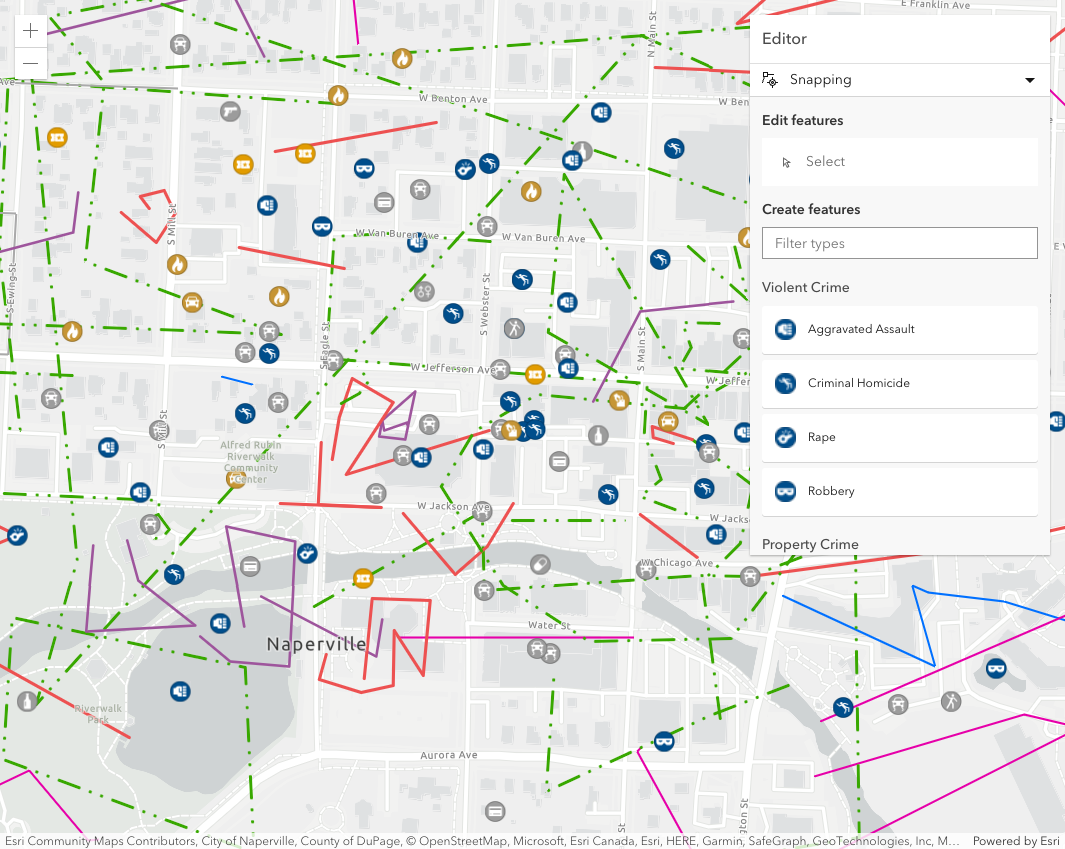 E Franklin Ave
N Main St
Editor
Snapping
Ave
W Benton Ave
W Ben
Edit features
Select
Create features
Filter types
S Mill St
W Van Buren Ave
W Van Buren Ave
S Ewing St
S Webster St
S Main St
S Eagle St
Violent Crime
Aggravated Assault
Criminal Homicide
Rape
Robbery
Property Crime
W Jefferson Ave
W Jeffer
S Mill St
Alfred Rubin
Riverwalk
Community
Center
W Jackson Ave
W Jacks
W Chicago Ave
Water St
Naperville
Riverwalk
Park
Aurora Ave
gton St
St
Esri Community Maps Contributors, City of Naperville, County of DuPage, © OpenStreetMap, Microsoft, Esri Canada, Esri, HERE, Garmin, SafeGraph, GeoTechnologies, Inc, M...
Powered by Esri